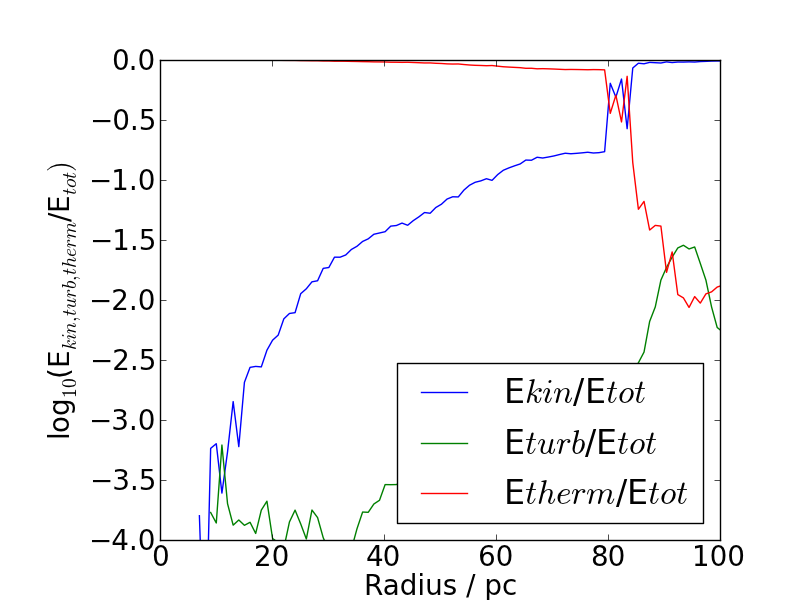 0.0
−0.5
−1.0
−1.5
−2.0
−2.5
−3.0
−3.5
−4.0
log10(Ekin,turb,therm/Etot)
Ekin/Etot
Eturb/Etot
Etherm/Etot
0 20 40 60 80 100
Radius / pc